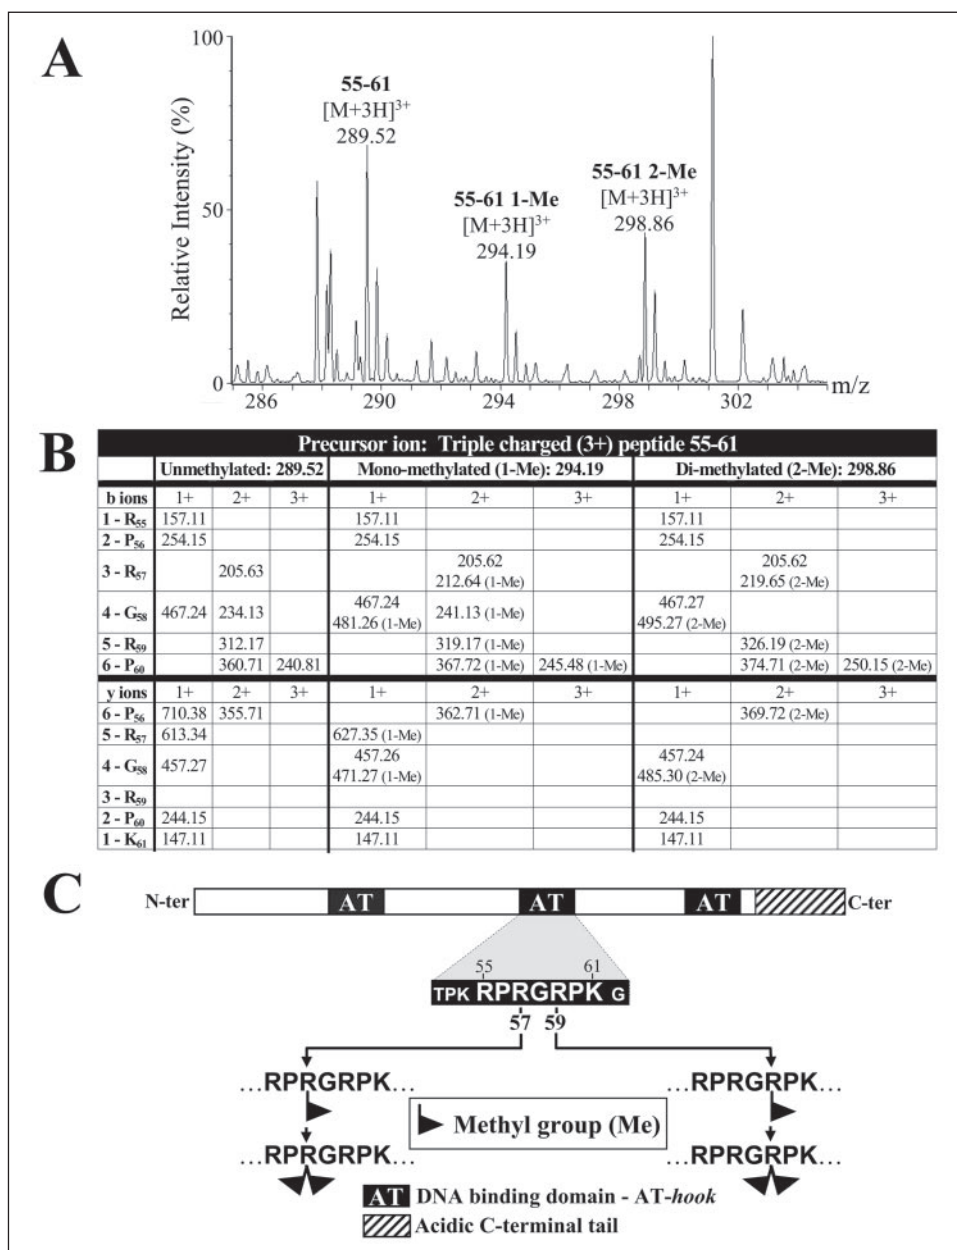 A
100
50
0
Relative Intensity (%)
55-61
[M+3H]3+
289.52
55-61 1-Me
[M+3H]3+
294.19
55-61 2-Me
[M+3H]3+
298.86
286 290 294 298 302
m/z
B
Precursor ion: Triple charged (3+) peptide 55-61
Unmethylated: 289.52 Mono-methylated (1-Me): 294.19 Di-methylated (2-Me): 298.86
b ions 1+ 2+ 3+ 1+ 2+ 3+ 1+ 2+ 3+
1 - R55 157.11 157.11 157.11
2 - P56 254.15 254.15 254.15
3 - R57 205.63 205.62 205.62
212.64 (1-Me) 219.65 (2-Me)
4 - G58 467.24 234.13 467.24 241.13 (1-Me) 467.27
481.26 (1-Me) 495.27 (2-Me)
5 - R59 312.17 319.17 (1-Me) 326.19 (2-Me)
6 - P60 360.71 240.81 367.72 (1-Me) 245.48 (1-Me) 374.71 (2-Me) 250.15 (2-Me)
y ions 1+ 2+ 3+ 1+ 2+ 3+ 1+ 2+ 3+
6 - P56 710.38 355.71 362.71 (1-Me) 369.72 (2-Me)
5 - R57 613.34 627.35 (1-Me)
4 - G58 457.27 457.26 457.24
471.27 (1-Me) 485.30 (2-Me)
3 - R59
2 - P60 244.15 244.15 244.15
1 - K61 147.11 147.11 147.11
C
N-ter AT AT AT C-ter
55 61
TPK RPRGRPK G
57 59
...RPRGRPK... ...RPRGRPK...
Methyl group (Me)
...RPRGRPK... ...RPRGRPK...
AT DNA binding domain - AT-hook
Acidic C-terminal tail